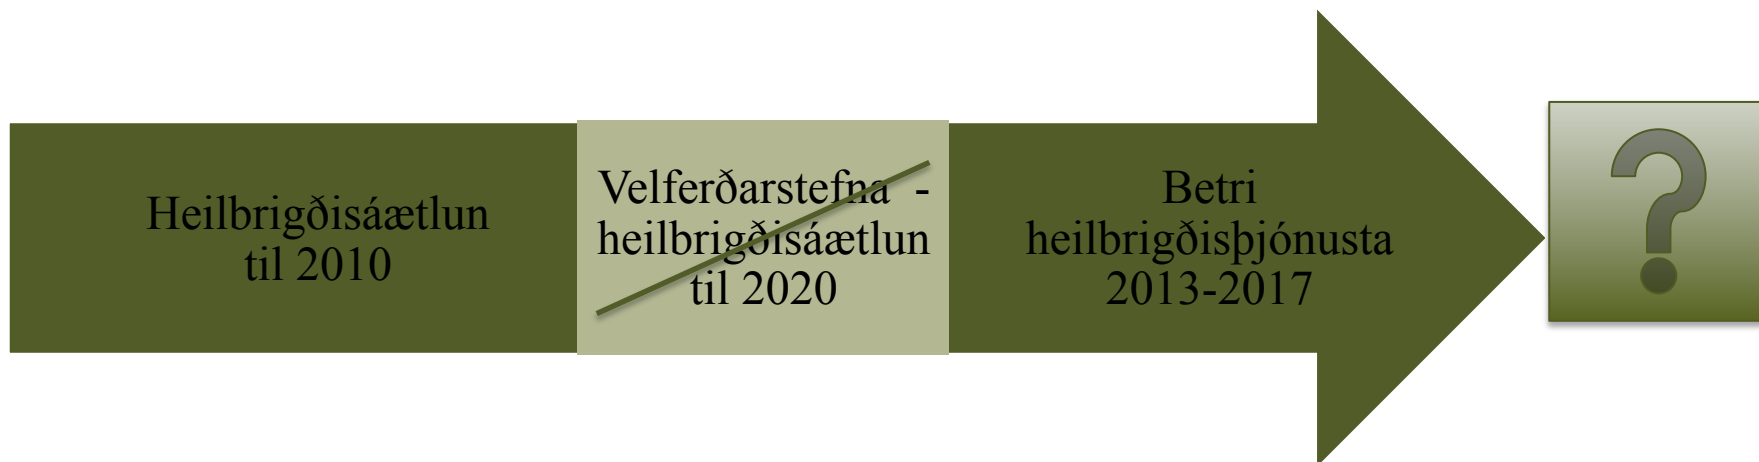 Heilbrigðisáætlun
til 2010
Velferðarstefna -
heilbrigðisáætlun
til 2020
Betri
heilbrigðisþjónusta
2013-2017
?